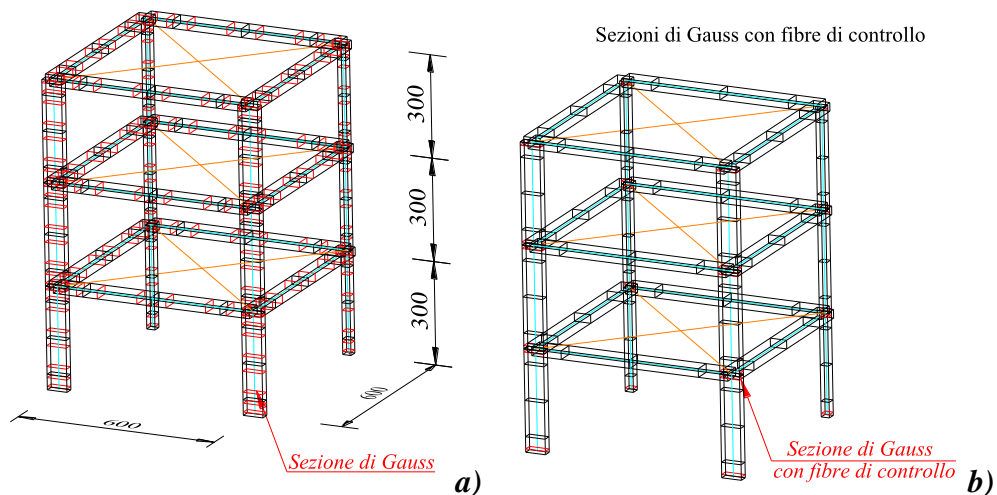 Sezioni di Gauss con fibre di controllo
300
300
300
600
600
Sezione di Gauss
a)
Sezione di Gauss
con fibre di controllo
b)